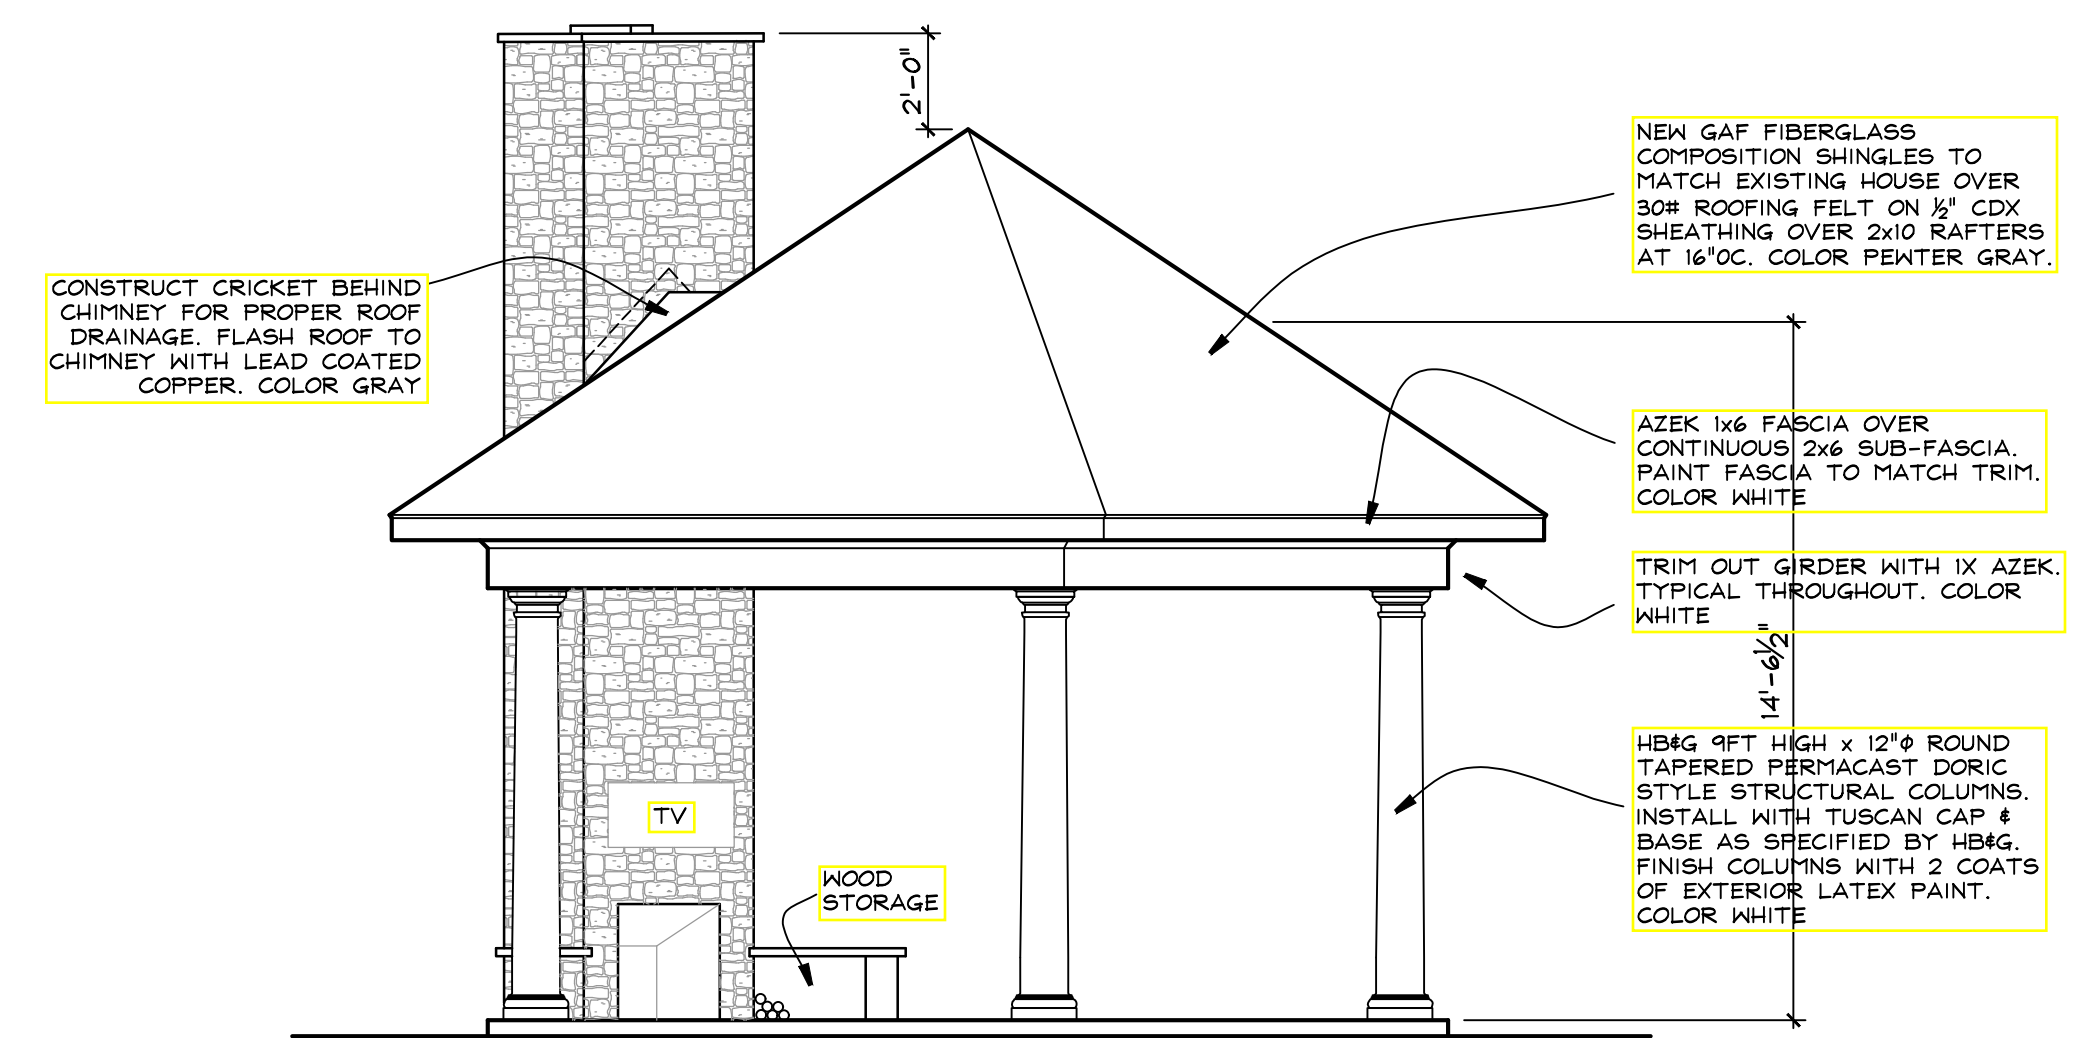 2'-0"
NEW GAF FIBERGLASS
COMPOSITION SHINGLES TO
MATCH EXISTING HOUSE OVER
30# ROOFING FELT ON ½" CDX
SHEATHING OVER 2x10 RAFTERS
AT 16"OC. COLOR PEWTER GRAY.
CONSTRUCT CRICKET BEHIND
CHIMNEY FOR PROPER ROOF
DRAINAGE. FLASH ROOF TO
CHIMNEY WITH LEAD COATED
COPPER. COLOR GRAY
AZEK 1x6 FASCIA OVER
CONTINUOUS 2x6 SUB-FASCIA.
PAINT FASCIA TO MATCH TRIM.
COLOR WHITE
TRIM OUT GIRDER WITH 1X AZEK.
TYPICAL THROUGHOUT. COLOR
WHITE
14'-6½"
HB&G 9FT HIGH x 12"φ ROUND
TAPERED PERMACAST DORIC
STYLE STRUCTURAL COLUMNS.
INSTALL WITH TUSCAN CAP &
BASE AS SPECIFIED BY HB&G.
FINISH COLUMNS WITH 2 COATS
OF EXTERIOR LATEX PAINT.
COLOR WHITE
TV
WOOD
STORAGE